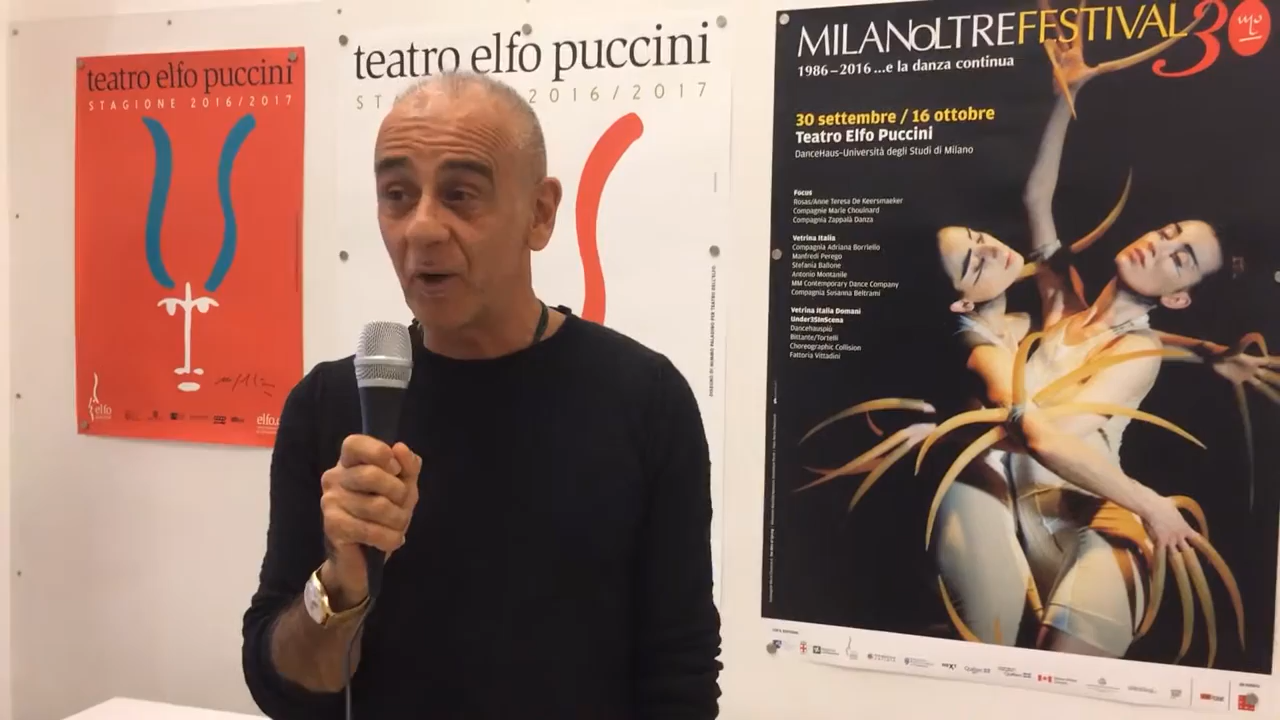 teatro elfo puccini
STAGIONE 2016/2017
elfo
elfo.
teatro elfo puccini
ST
2016/2017
MILANoLTREFESTIVAL30
1986–2016 ...e la danza continua
30 settembre / 16 ottobre
Teatro Elfo Puccini
DanceHaus–Università degli Studi di Milano
Focus
Rosas/Anne Teresa De Keersmaeker
Compagnie Marie Chouinard
Compagnia Zappalà Danza
Vetrina Italia
Compagnia Adriana Borriello
Manfredi Perego
Stefania Ballone
Antonio Montanile
MM Contemporary Dance Company
Compagnia Susanna Beltrami
Vetrina Italia Domani
Under35InScena
Dancehauspiù
Bittante/Tortelli
Choreographic Collision
Fattoria Vittadini